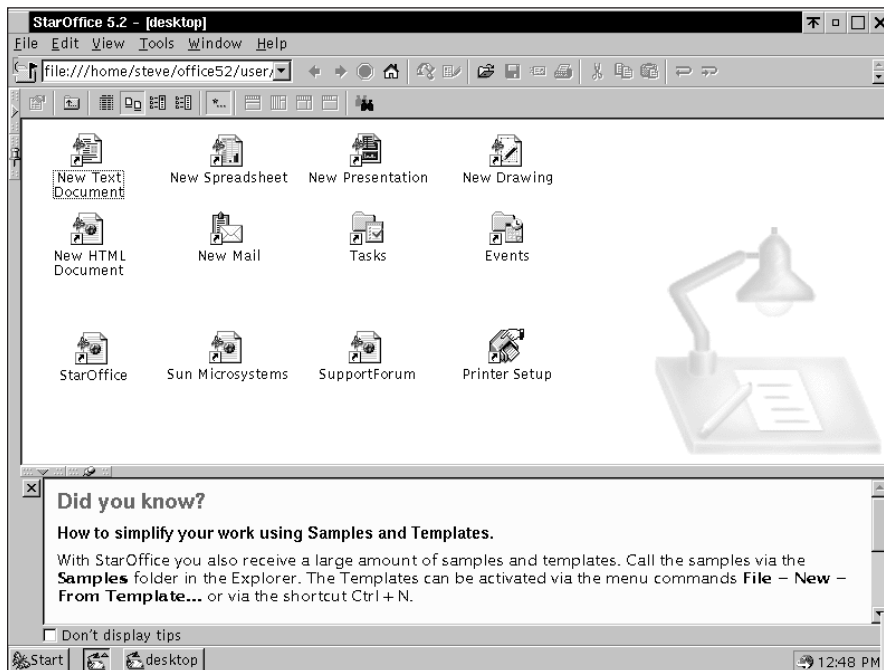 StarOffice 5.2 – [desktop]
File Edit View Tools Window Help
file:///home/steve/office52/user/
New Text Document
New Spreadsheet
New Presentation
New Drawing
New HTML Document
New Mail
Tasks
Events
StarOffice
Sun Microsystems
SupportForum
Printer Setup
Did you know?
How to simplify your work using Samples and Templates.
With StarOffice you also receive a large amount of samples and templates. Call the samples via the
Samples folder in the Explorer. The Templates can be activated via the menu commands File – New –
From Template... or via the shortcut Ctrl + N.
Don't display tips
Start desktop 12:48 PM